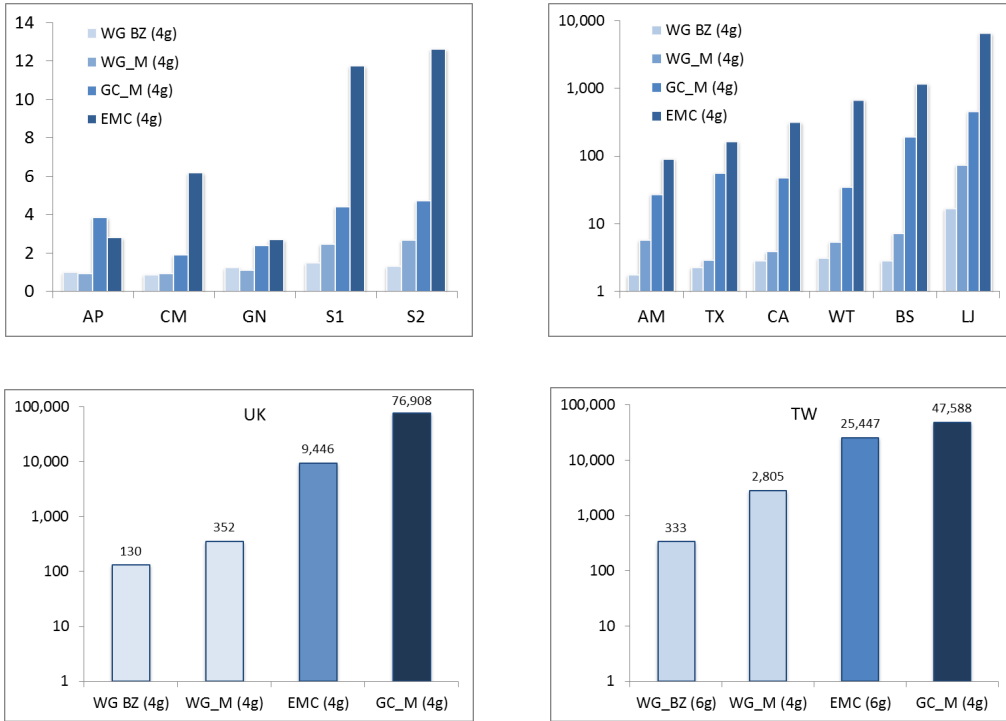 14
12
10
8
6
4
2
0
WG BZ (4g)
WG_M (4g)
GC_M (4g)
EMC (4g)
AP CM GN S1 S2
10,000
1,000
100
10
1
WG BZ (4g)
WG_M (4g)
GC_M (4g)
EMC (4g)
AM TX CA WT BS LJ
UK
100,000
10,000
1,000
100
10
1
130
352
9,446
76,908
WG BZ (4g) WG_M (4g) EMC (4g) GC_M (4g)
TW
100,000
10,000
1,000
100
10
1
333
2,805
25,447
47,588
WG_BZ (6g) WG_M (4g) EMC (6g) GC_M (4g)